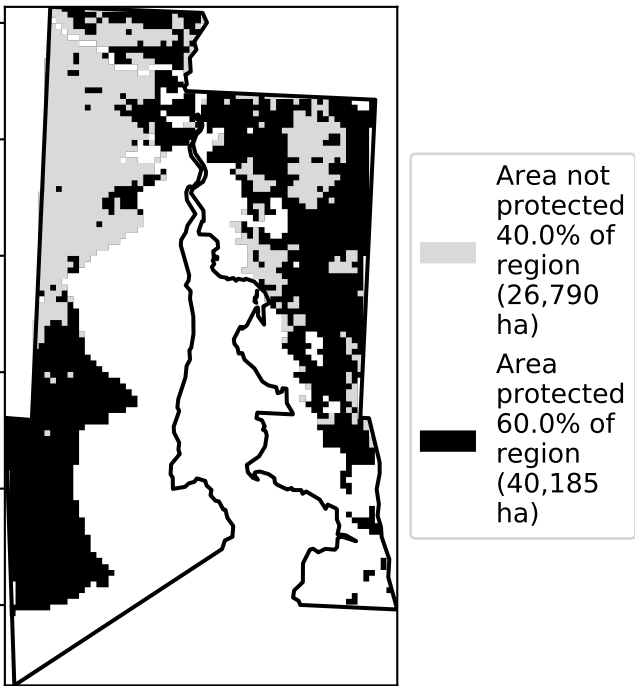 Area not
protected
40.0% of
region
(26,790
ha)
Area
protected
60.0% of
region
(40,185
ha)